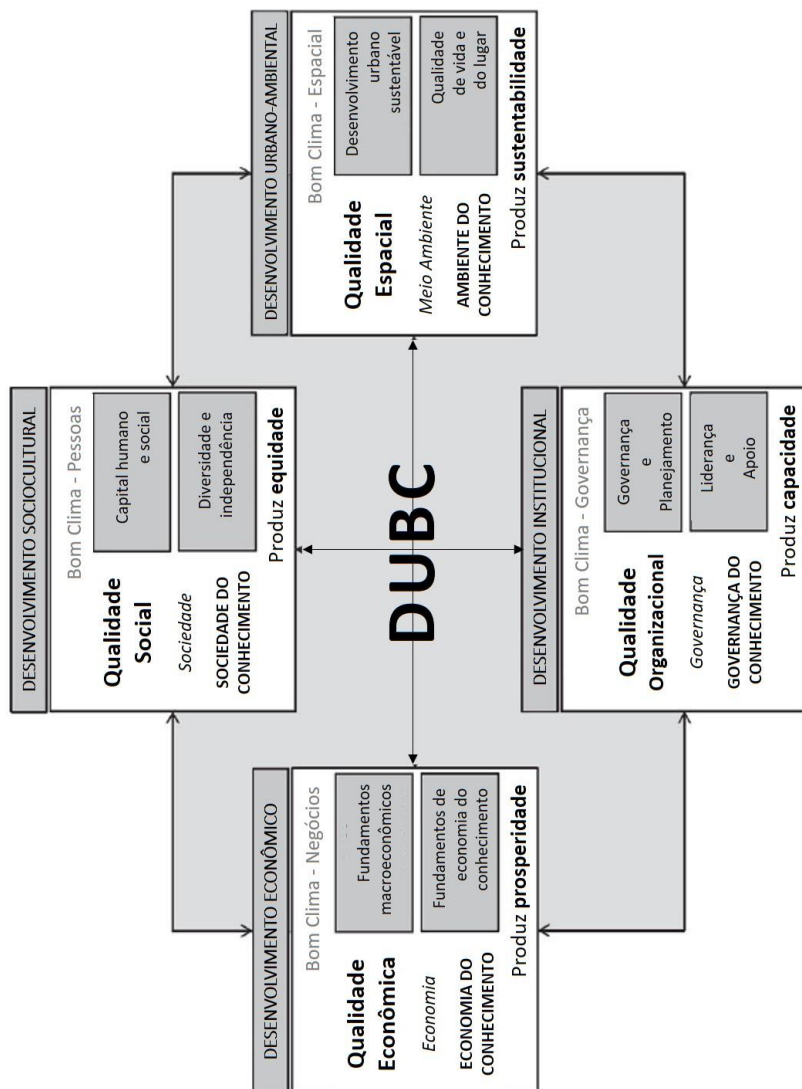 DESENVOLVIMENTO SOCIOCULTURAL
Bom Clima - Pessoas
Qualidade
Social
Sociedade
SOCIEDADE DO
CONHECIMENTO
Capital humano
e social
Diversidade e
independência
Produz equidade
DESENVOLVIMENTO ECONÔMICO
Bom Clima - Negócios
Qualidade
Econômica
Economia
ECONOMIA DO
CONHECIMENTO
Fundamentos
macroeconômicos
Fundamentos de
economia do
conhecimento
Produz prosperidade
DUBC
DESENVOLVIMENTO URBANO-AMBIENTAL
Bom Clima - Espacial
Qualidade
Espacial
Meio Ambiente
AMBIENTE DO
CONHECIMENTO
Desenvolvimento
urbano
sustentável
Qualidade
de vida e
do lugar
Produz sustentabilidade
DESENVOLVIMENTO INSTITUCIONAL
Bom Clima - Governança
Qualidade
Organizacional
Governança
GOVERNANÇA DO
CONHECIMENTO
Governança
e
Planejamento
Liderança
e
Apoio
Produz capacidade